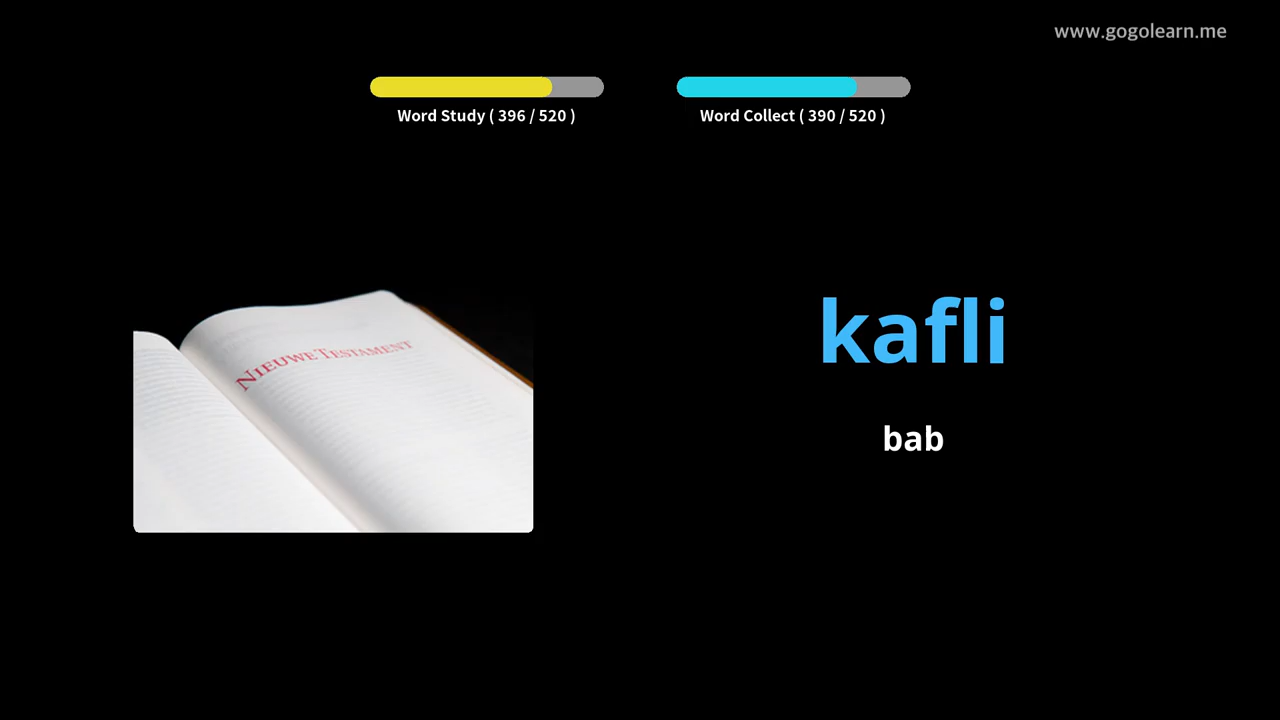 www.gogolearn.me
Word Study ( 396 / 520 )
Word Collect ( 390 / 520 )
NIEUWE TESTAMENT
kafli
bab